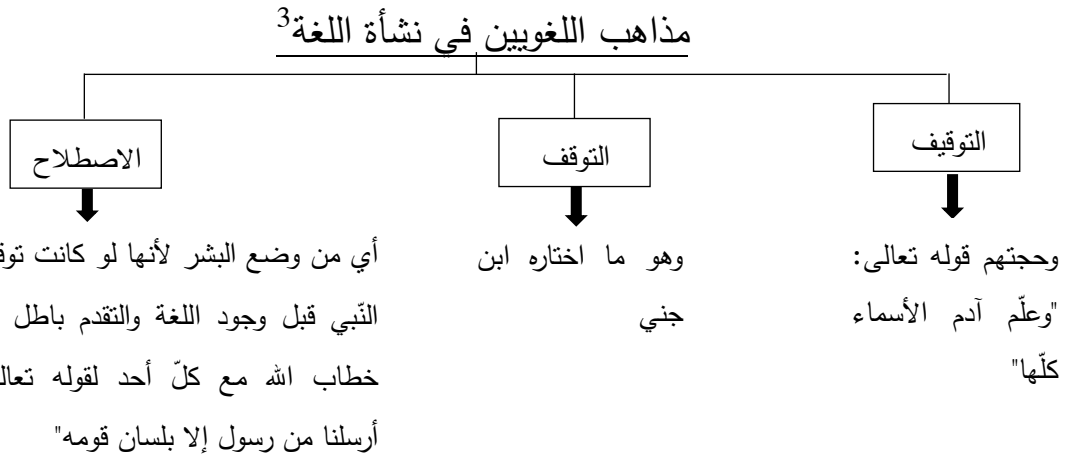 مذاهب اللغويين في نشأة اللغة3
التوقيف
التوقف
الاصطلاح
وحجتهم قوله تعالى:
"وعلّم آدم الأسماء
كلّها"
وهو ما اختاره ابن
جني
أي من وضع البشر لأنها لو كانت
النّبي قبل وجود اللغة والتقدم باطل
خطاب الله مع كلّ أحد لقوله
أرسلنا من رسول إلا بلسان قومه"